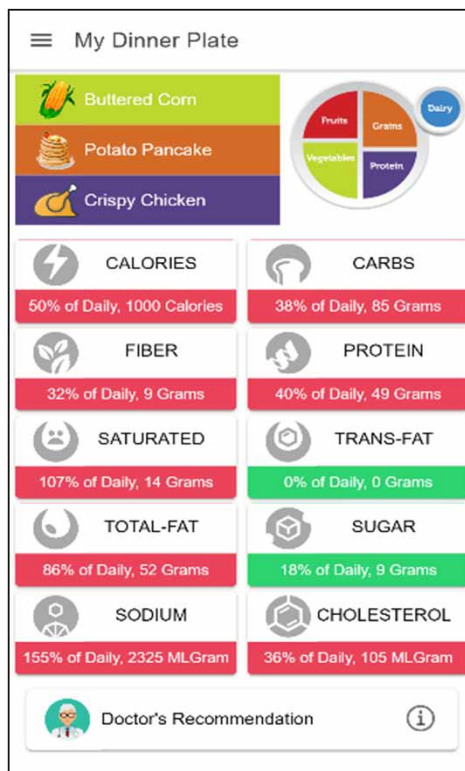 My Dinner Plate
Buttered Corn
Potato Pancake
Crispy Chicken
Dairy
Fruits
Grains
Vegetables
Protein
CALORIES
50% of Daily, 1000 Calories
CARBS
38% of Daily, 85 Grams
FIBER
32% of Daily, 9 Grams
PROTEIN
40% of Daily, 49 Grams
SATURATED
107% of Daily, 14 Grams
TRANS-FAT
0% of Daily, 0 Grams
TOTAL-FAT
86% of Daily, 52 Grams
SUGAR
18% of Daily, 9 Grams
SODIUM
155% of Daily, 2325 MLGram
CHOLESTEROL
36% of Daily, 105 MLGram
Doctor's Recommendation